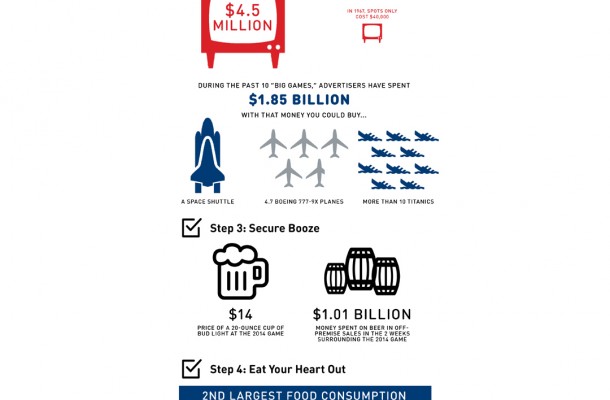 $4.5
MILLION
IN 1967, SPOTS ONLY
COST $40,000
DURING THE PAST 10 "BIG GAMES," ADVERTISERS HAVE SPENT
$1.85 BILLION
WITH THAT MONEY YOU COULD BUY...
A SPACE SHUTTLE
4.7 BOEING 777-9X PLANES
MORE THAN 10 TITANICS
Step 3: Secure Booze
$14
PRICE OF A 20-OUNCE CUP OF
BUD LIGHT AT THE 2014 GAME
$1.01 BILLION
MONEY SPENT ON BEER IN OFF-
PREMISE SALES IN THE 2 WEEKS
SURROUNDING THE 2014 GAME
Step 4: Eat Your Heart Out
2ND LARGEST FOOD CONSUMPTION